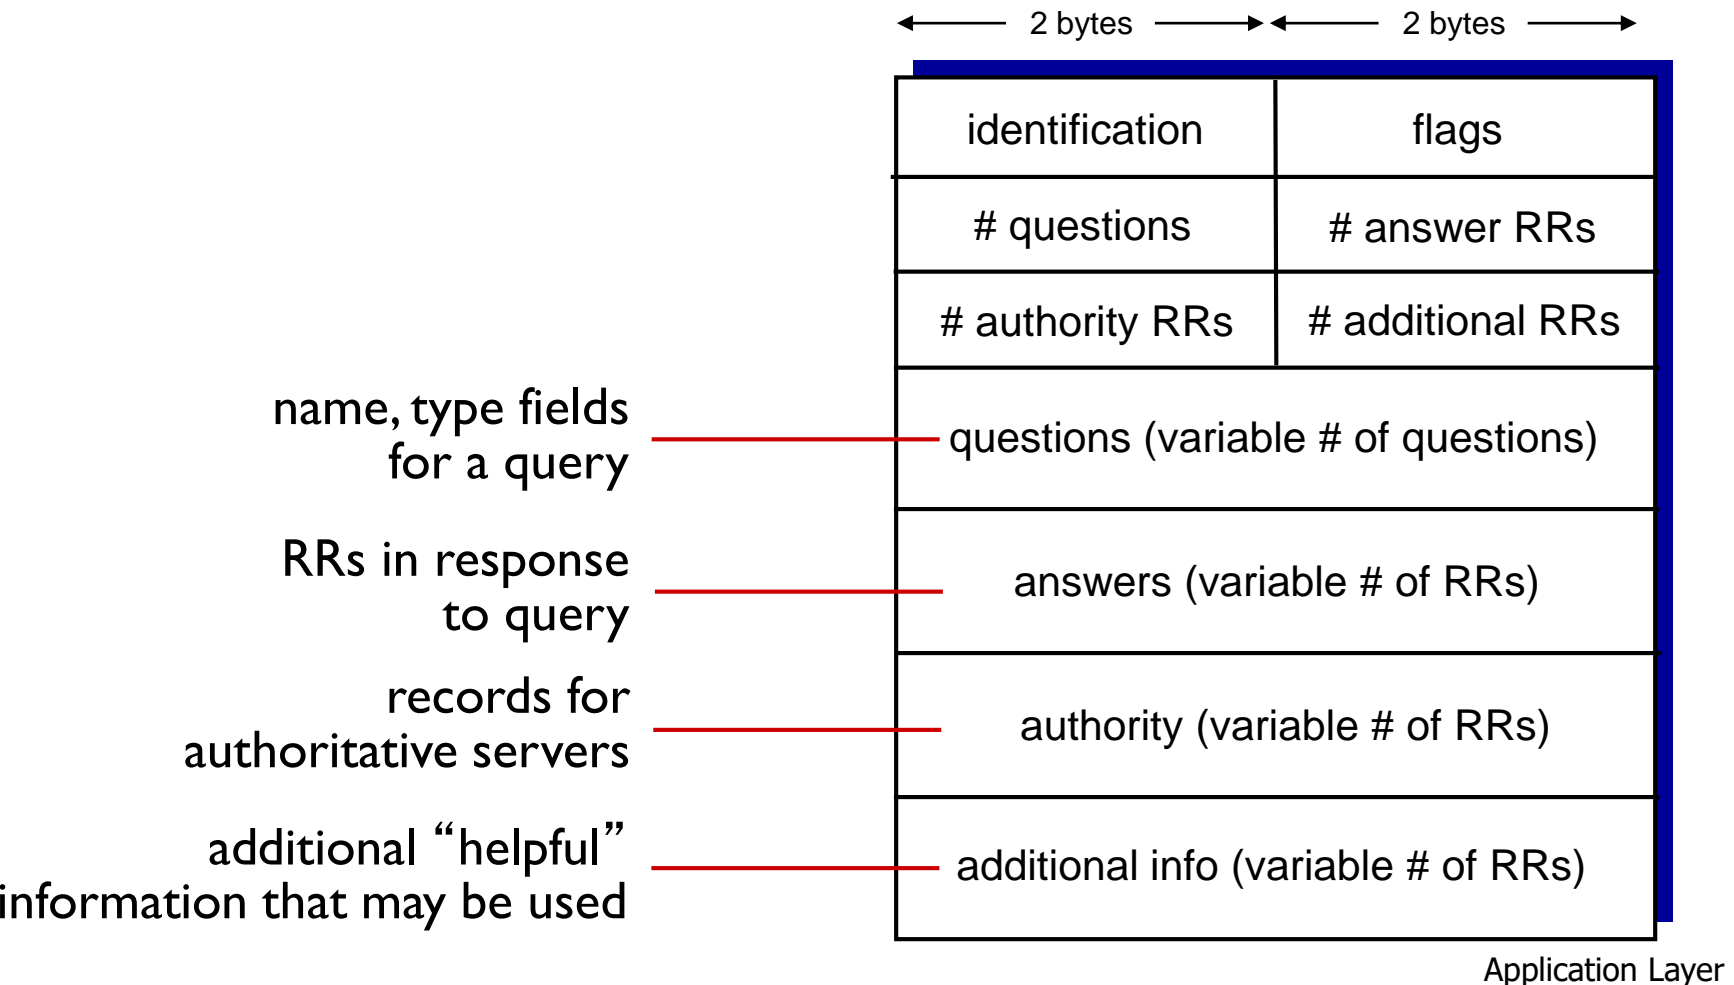 2 bytes 2 bytes
identification flags
# questions # answer RRs
# authority RRs # additional RRs
name, type fields
for a query
questions (variable # of questions)
RRs in response
to query
answers (variable # of RRs)
records for
authoritative servers
authority (variable # of RRs)
additional “helpful”
information that may be used
additional info (variable # of RRs)
Application Layer